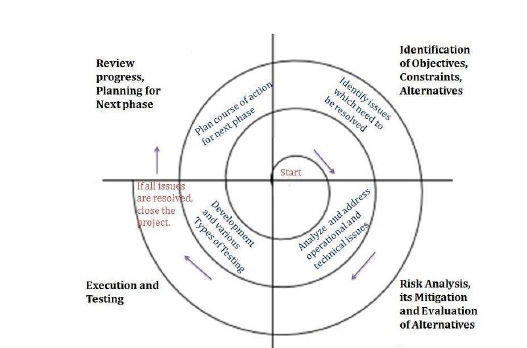 Review
progress,
Planning for
Next phase
Identification
of Objectives,
Constraints,
Alternatives
Plan course of action
for next phase
Identify issues
which need to
be resolved
Start
If all issues
are resolved,
close the
project.
Development
and various
Types of Testing
Analyze and address
operational and
technical issues
Execution and
Testing
Risk Analysis,
its Mitigation
and Evaluation
of Alternatives